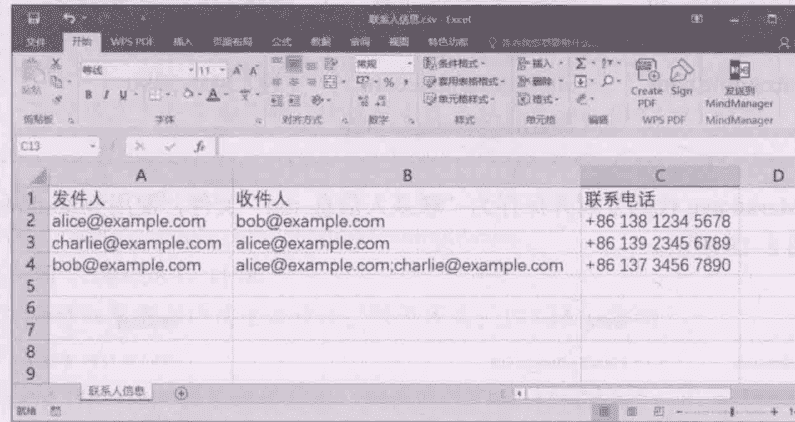 联系人信息.csv - Excel
文件 开始 WPS PDF 插入 页面布局 公式 数据 审阅 视图 特色功能
等线 11 A A 常规 条件格式 插入 Σ
B I U A % , 套用表格格式 删除
单元格样式 格式 Create PDF Sign 发送到 MindManager
剪贴板 字体 对齐方式 数字 样式 单元格 编辑 WPS PDF MindManager
C13 fx
A B C D
1 发件人 收件人 联系电话
2 alice@example.com bob@example.com +86 138 1234 5678
3 charlie@example.com alice@example.com +86 139 2345 6789
4 bob@example.com alice@example.com;charlie@example.com +86 137 3456 7890
5
6
7
8
9
联系人信息
就绪